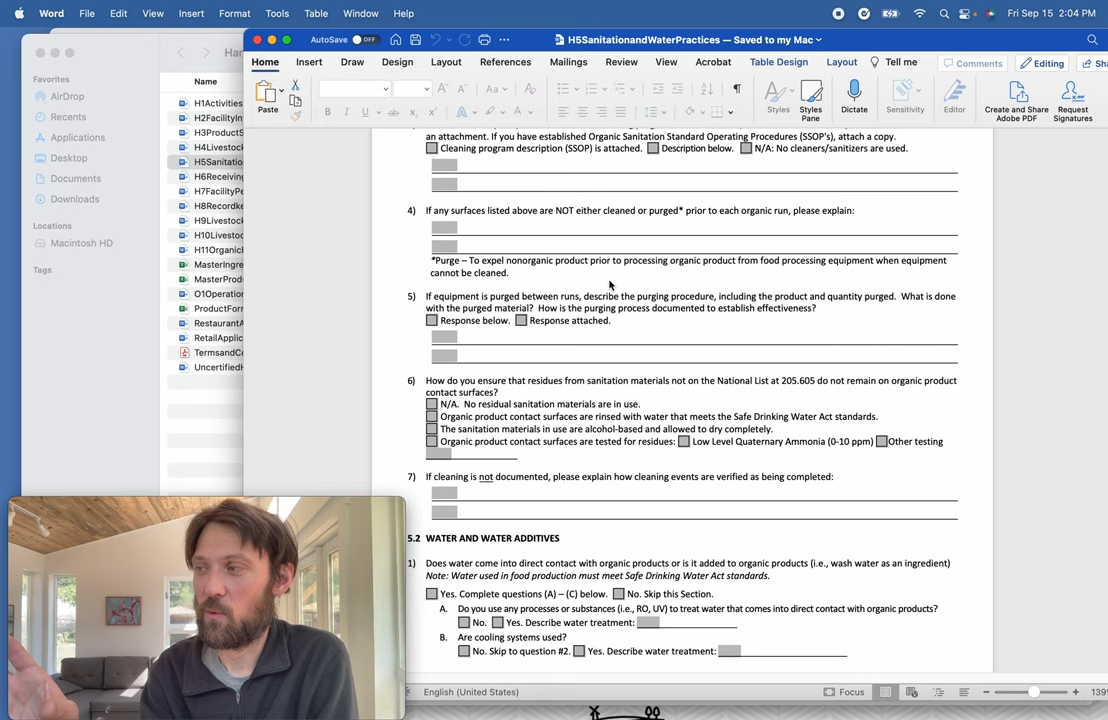 Word File Edit View Insert Format Tools Table Window Help Fri Sep 15 2:04 PM
AutoSave OFF H5SanitationandWaterPractices — Saved to my Mac
Home Insert Draw Design Layout References Mailings Review View Acrobat Table Design Layout Tell me Comments Editing
Paste
Aa
B I U ab x
Styles
Styles Pane
Dictate
Sensitivity
Editor
Create and Share Adobe PDF
Request Signatures
Favorites
AirDrop
Recents
Applications
Desktop
Documents
Downloads
Locations
Macintosh HD
Tags
Name
H1Activities
H2FacilityIn
H3ProductS
H4Livestock
H5Sanitatio
H6Receiving
H7FacilityPe
H8Recordke
H9Livestock
H10Livestoc
H11OrganicF
MasterIngre
MasterProd
O1Operation
ProductForr
RestaurantA
RetailApplic
TermsandCo
UncertifiedH
an attachment. If you have established Organic Sanitation Standard Operating Procedures (SSOP's), attach a copy.
Cleaning program description (SSOP) is attached. Description below. N/A: No cleaners/sanitizers are used.
4) If any surfaces listed above are NOT either cleaned or purged* prior to each organic run, please explain:
*Purge – To expel nonorganic product prior to processing organic product from food processing equipment when equipment
cannot be cleaned.
5) If equipment is purged between runs, describe the purging procedure, including the product and quantity purged. What is done
with the purged material? How is the purging process documented to establish effectiveness?
Response below. Response attached.
6) How do you ensure that residues from sanitation materials not on the National List at 205.605 do not remain on organic product
contact surfaces?
N/A. No residual sanitation materials are in use.
Organic product contact surfaces are rinsed with water that meets the Safe Drinking Water Act standards.
The sanitation materials in use are alcohol-based and allowed to dry completely.
Organic product contact surfaces are tested for residues: Low Level Quaternary Ammonia (0-10 ppm) Other testing
7) If cleaning is not documented, please explain how cleaning events are verified as being completed:
5.2 WATER AND WATER ADDITIVES
1) Does water come into direct contact with organic products or is it added to organic products (i.e., wash water as an ingredient)
Note: Water used in food production must meet Safe Drinking Water Act standards.
Yes. Complete questions (A) – (C) below. No. Skip this Section.
A. Do you use any processes or substances (i.e., RO, UV) to treat water that comes into direct contact with organic products?
No. Yes. Describe water treatment:
B. Are cooling systems used?
No. Skip to question #2. Yes. Describe water treatment:
English (United States) Focus 139